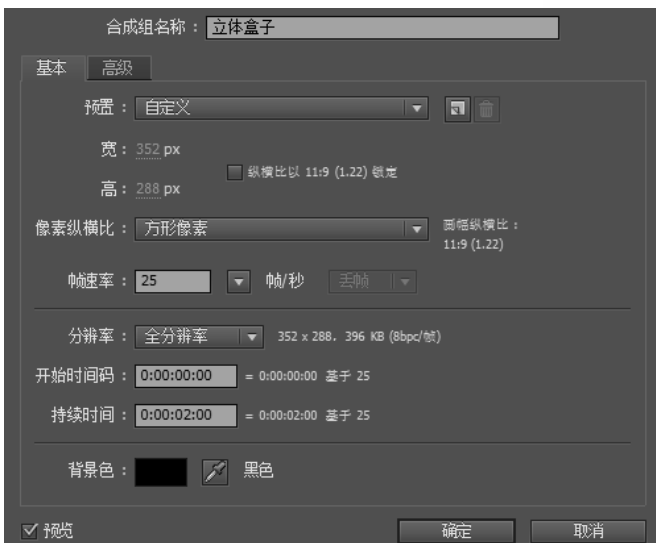 合成组名称： 立体盒子
基本 高级
预置： 自定义
宽： 352 px
纵横比以 11:9 (1.22) 锁定
高： 288 px
像素纵横比： 方形像素 画幅纵横比：
11:9 (1.22)
帧速率： 25 帧/秒 丢帧
分辨率： 全分辨率 352 x 288, 396 KB (8bpc/帧)
开始时间码： 0:00:00:00 = 0:00:00:00 基于 25
持续时间： 0:00:02:00 = 0:00:02:00 基于 25
背景色： 黑色
预览 确定 取消